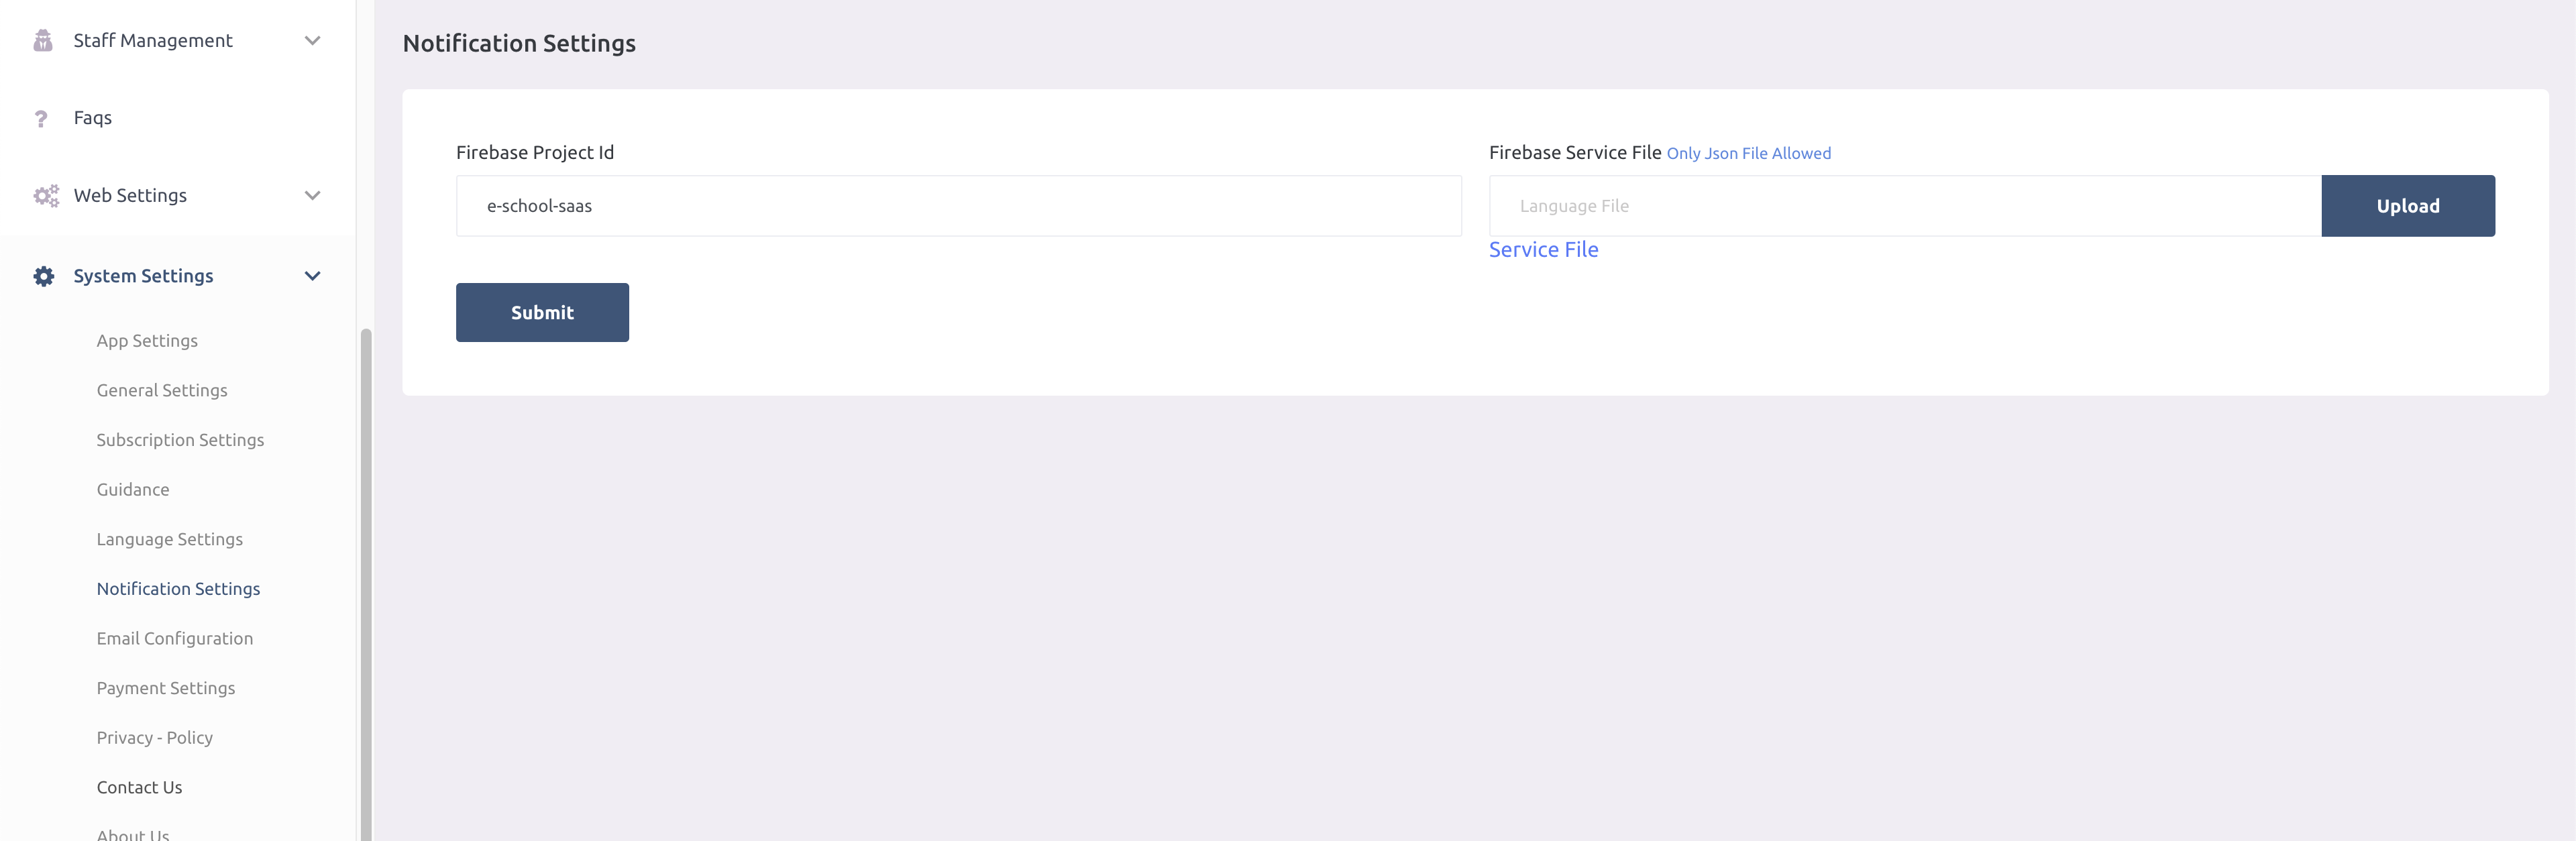 Staff Management
Faqs
Web Settings
System Settings
App Settings
General Settings
Subscription Settings
Guidance
Language Settings
Notification Settings
Email Configuration
Payment Settings
Privacy - Policy
Contact Us
About Us
Notification Settings
Firebase Project Id
e-school-saas
Firebase Service File Only Json File Allowed
Language File
Upload
Service File
Submit